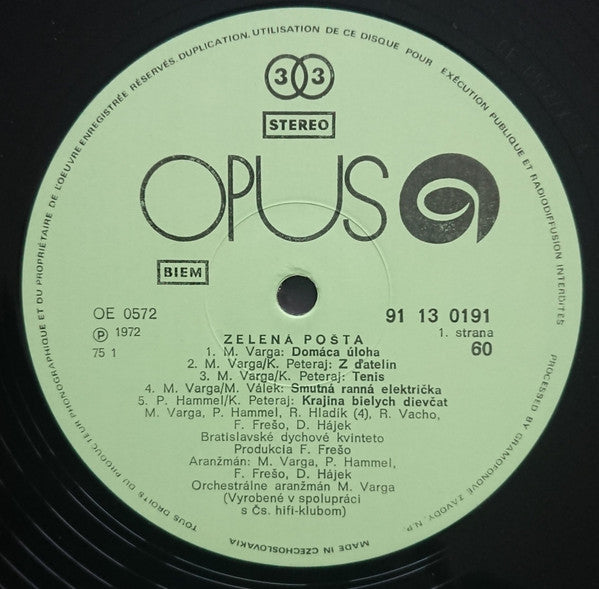 TOUS DROITS DU PRODUCTEUR PHONOGRAPHIQUE ET DU PROPRIÉTAIRE DE L'OEUVRE ENREGISTRÉE RÉSERVÉS. DUPLICATION, UTILISATION DE CE DISQUE POUR EXÉCUTION PUBLIQUE ET RADIODIFFUSION INTERDITES
PROCESSED BY GRAMOFONOVÉ ZÁVODY, N.P.
MADE IN CZECHOSLOVAKIA
33
STEREO
OPUS
BIEM
OE 0572
91 13 0191
Ⓟ 1972
1. strana
75 1
60
ZELENÁ POŠTA
1. M. Varga: Domáca úloha
2. M. Varga/K. Peteraj: Z ďatelín
3. M. Varga/K. Peteraj: Tenis
4. M. Varga/M. Válek: Smutná ranná električka
5. P. Hammel/K. Peteraj: Krajina bielych dievčat
M. Varga, P. Hammel, R. Hladík (4), R. Vacho,
F. Frešo, D. Hájek
Bratislavské dychové kvinteto
Produkcia F. Frešo
Aranžmán: M. Varga, P. Hammel,
F. Frešo, D. Hájek
Orchestrálne aranžmán M. Varga
(Vyrobené v spolupráci
s Čs. hifi-klubom)